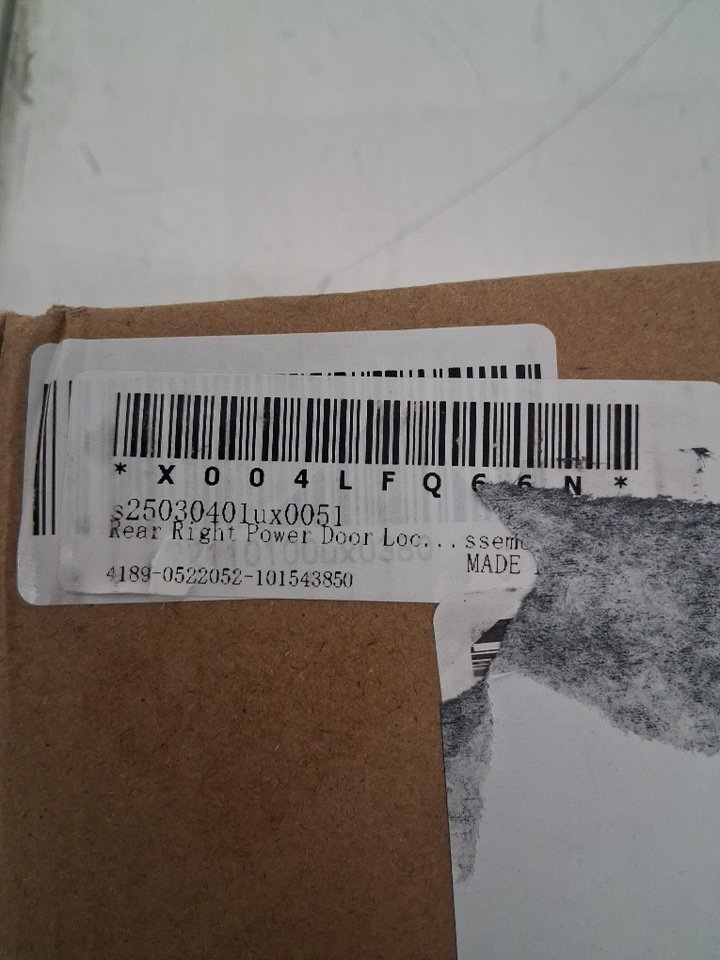 *X004LFQ66N*
s25030401ux0051
Rear Right Power Door Loc...ssem
4189-0522052-101543850
MADE